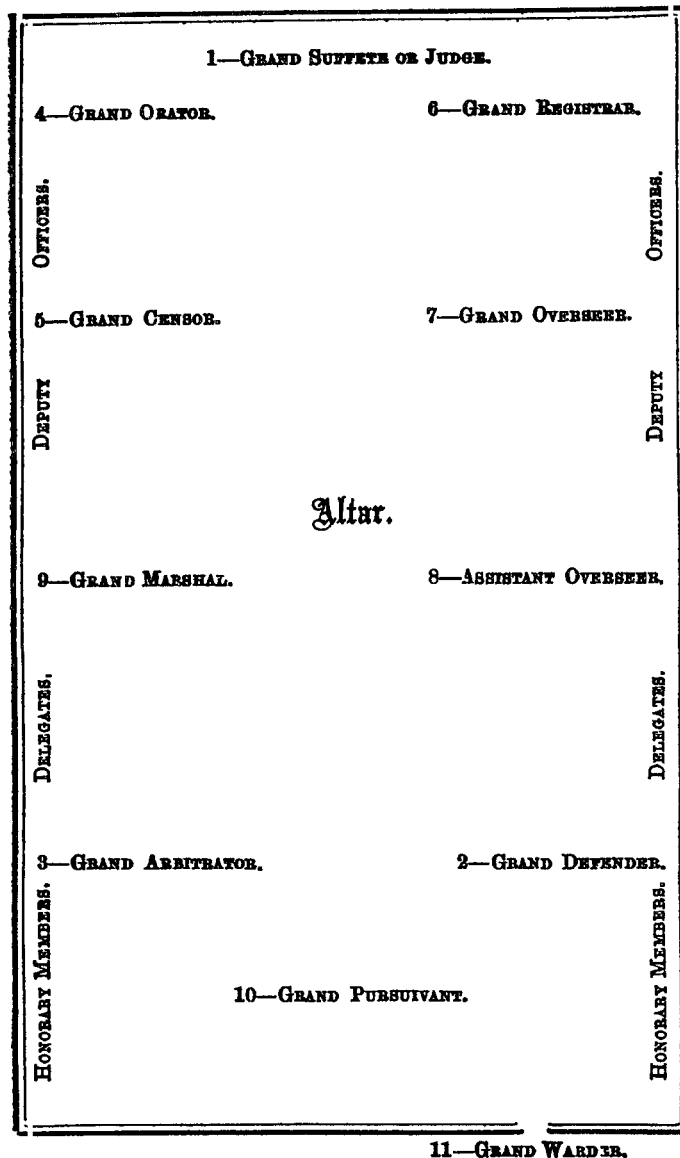 1—GRAND SUFFETE OR JUDGE.
4—GRAND ORATOR.
6—GRAND REGISTRAR.
OFFICERS.
OFFICERS.
5—GRAND CENSOR.
7—GRAND OVERSEER.
DEPUTY
DEPUTY
Altar.
9—GRAND MARSHAL.
8—ASSISTANT OVERSEER.
DELEGATES.
DELEGATES.
3—GRAND ARBITRATOR.
2—GRAND DEFENDER.
HONORARY MEMBERS.
HONORARY MEMBERS.
10—GRAND PURSUIVANT.
11—GRAND WARDER.